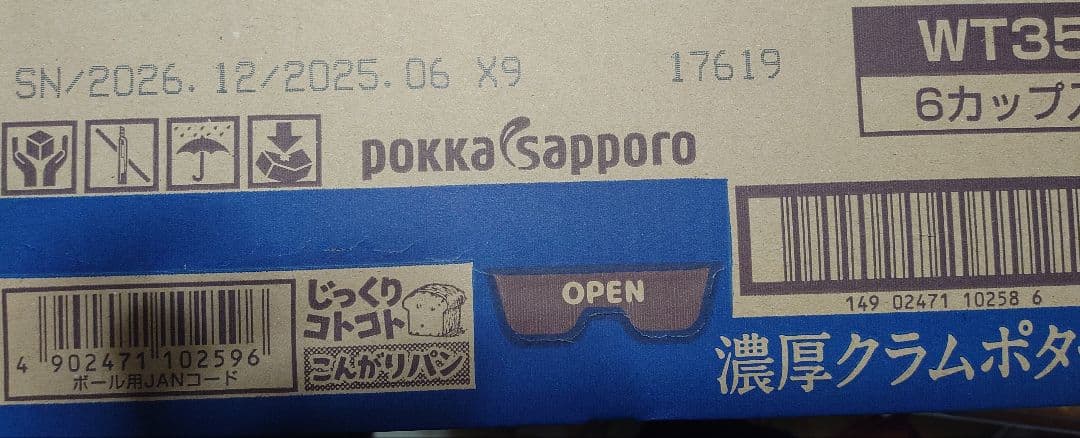 SN/2026.12/2025.06 X9
17619
WT35
6カップ入
pokka sapporo
149 02471 10258 6
OPEN
じっくり
コトコト
こんがりパン
4 902471 102596
ボール用JANコード
濃厚クラムポタ